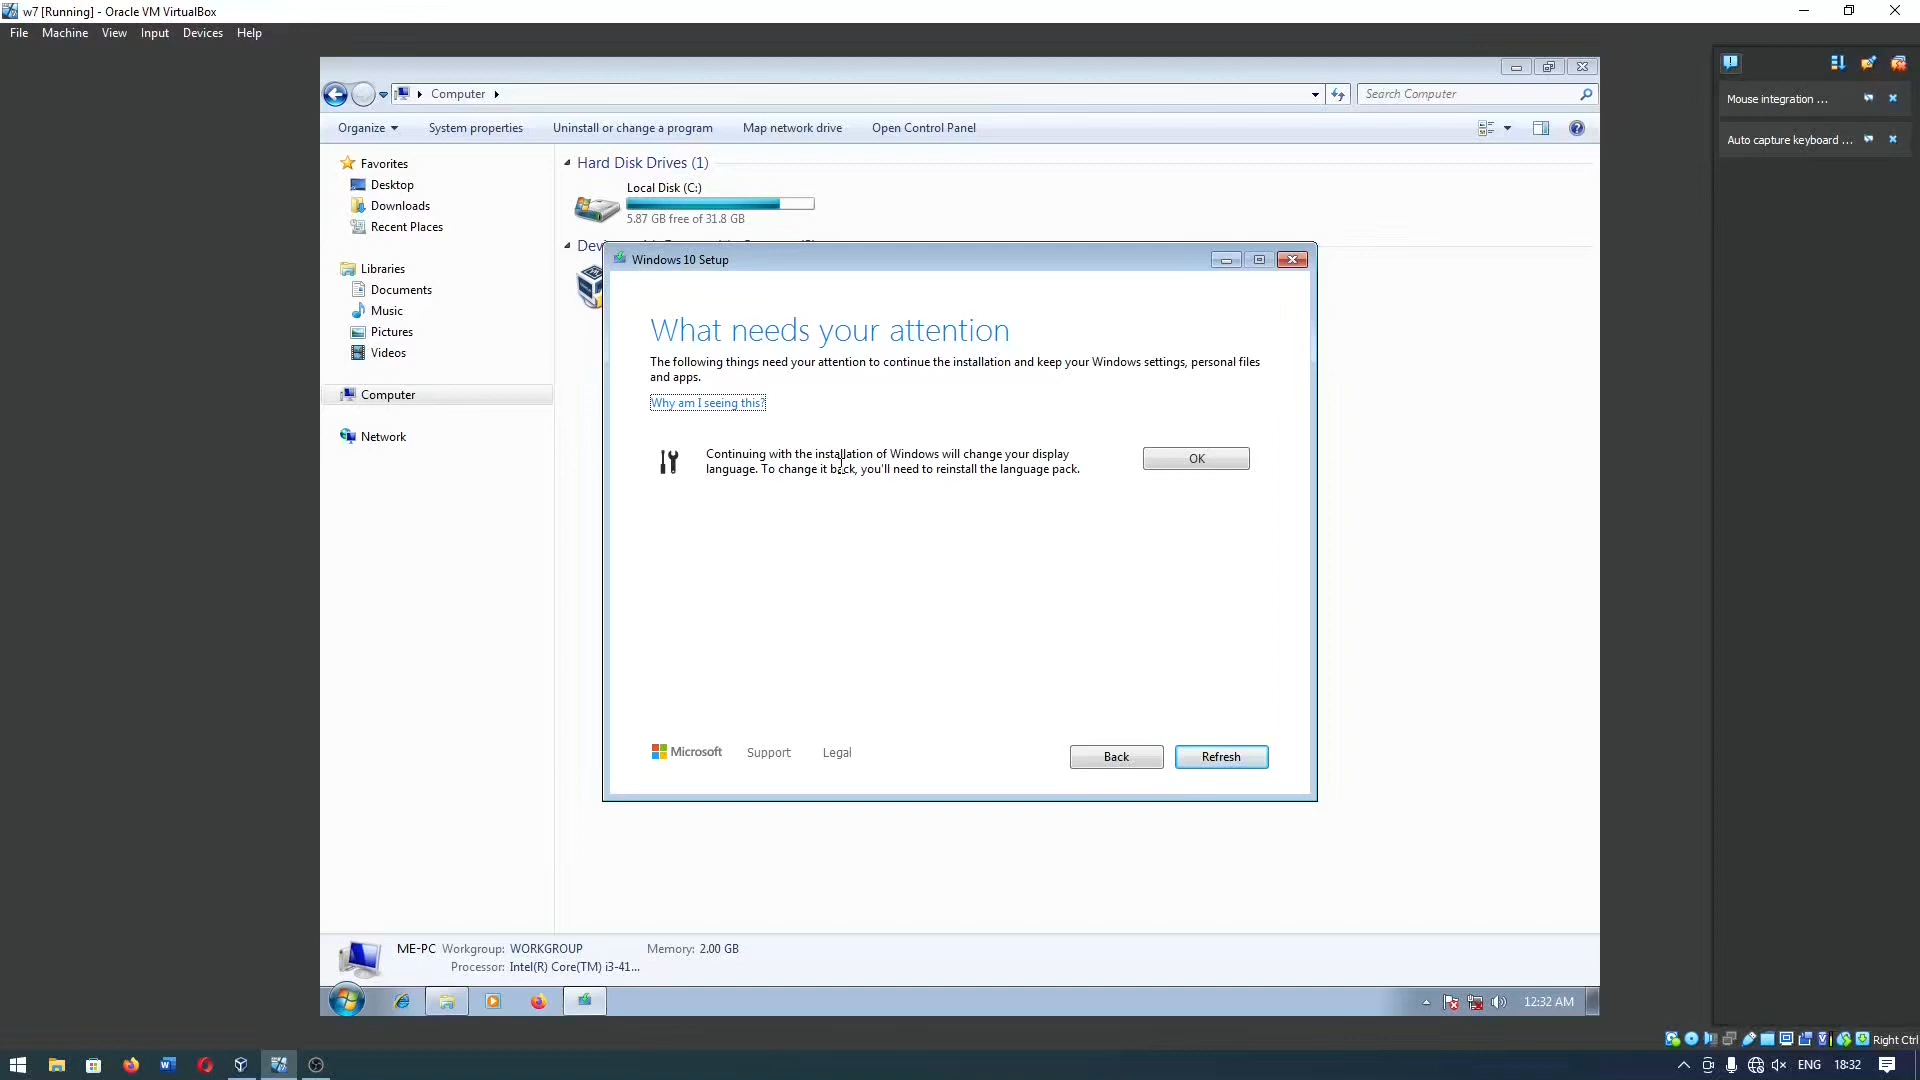 w7 [Running] - Oracle VM VirtualBox
File Machine View Input Devices Help
Computer
Search Computer
Organize System properties Uninstall or change a program Map network drive Open Control Panel
Mouse integration ...
Auto capture keyboard ...
Favorites
Desktop
Downloads
Recent Places
Libraries
Documents
Music
Pictures
Videos
Computer
Network
Hard Disk Drives (1)
Local Disk (C:)
5.87 GB free of 31.8 GB
Windows 10 Setup
What needs your attention
The following things need your attention to continue the installation and keep your Windows settings, personal files
and apps.
Why am I seeing this?
Continuing with the installation of Windows will change your display
language. To change it back, you'll need to reinstall the language pack.
OK
Microsoft Support Legal
Back Refresh
ME-PC Workgroup: WORKGROUP Memory: 2.00 GB
Processor: Intel(R) Core(TM) i3-41...
12:32 AM
Right Ctrl
ENG 18:32